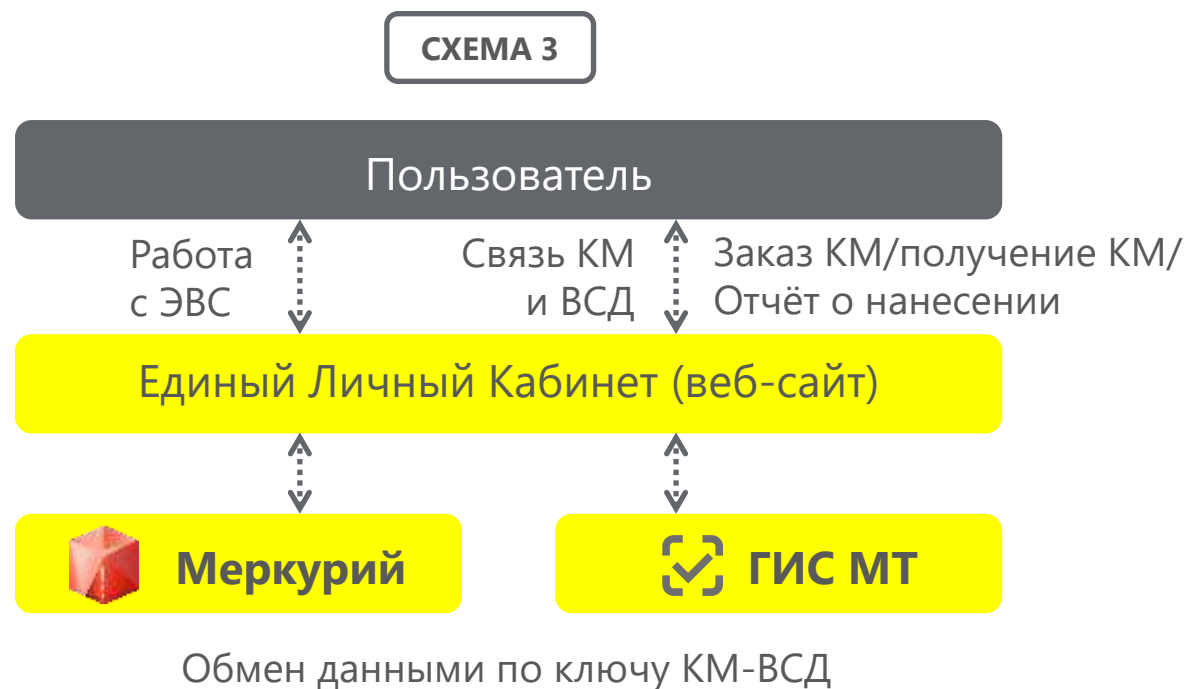 СХЕМА 3
Пользователь
Работа
с ЭВС
Связь КМ
и ВСД
Заказ КМ/получение КМ/
Отчёт о нанесении
Единый Личный Кабинет (веб-сайт)
Меркурий
ГИС МТ
Обмен данными по ключу КМ-ВСД